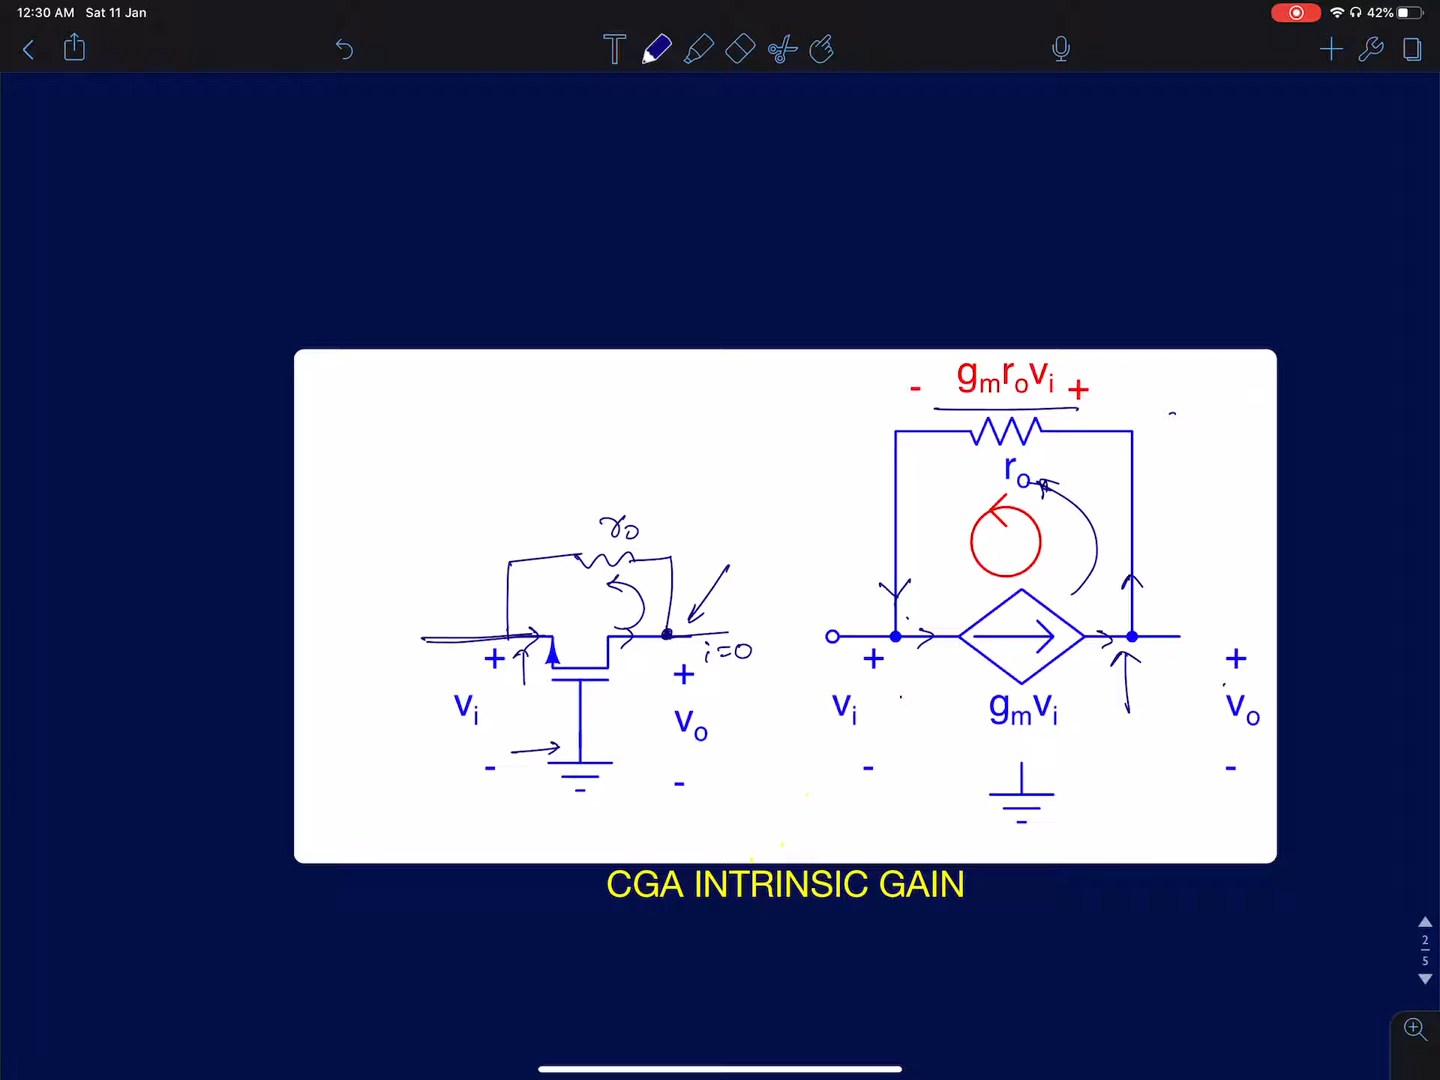 12:30 AM Sat 11 Jan
42%
- gₘrₒvᵢ +
rₒ
rₒ
i=0
+ + + +
vᵢ vₒ vᵢ gₘvᵢ vₒ
- - - -
CGA INTRINSIC GAIN
2
5